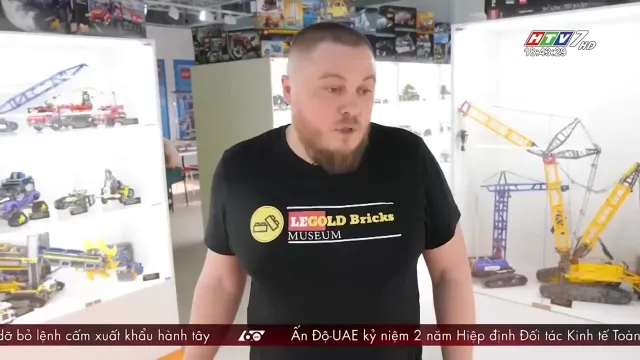 HTV7 HD
18:43:29
LEGOLD Bricks
MUSEUM
dỡ bỏ lệnh cấm xuất khẩu hành tây 60 Ấn Độ-UAE kỷ niệm 2 năm Hiệp định Đối tác Kinh tế Toàn